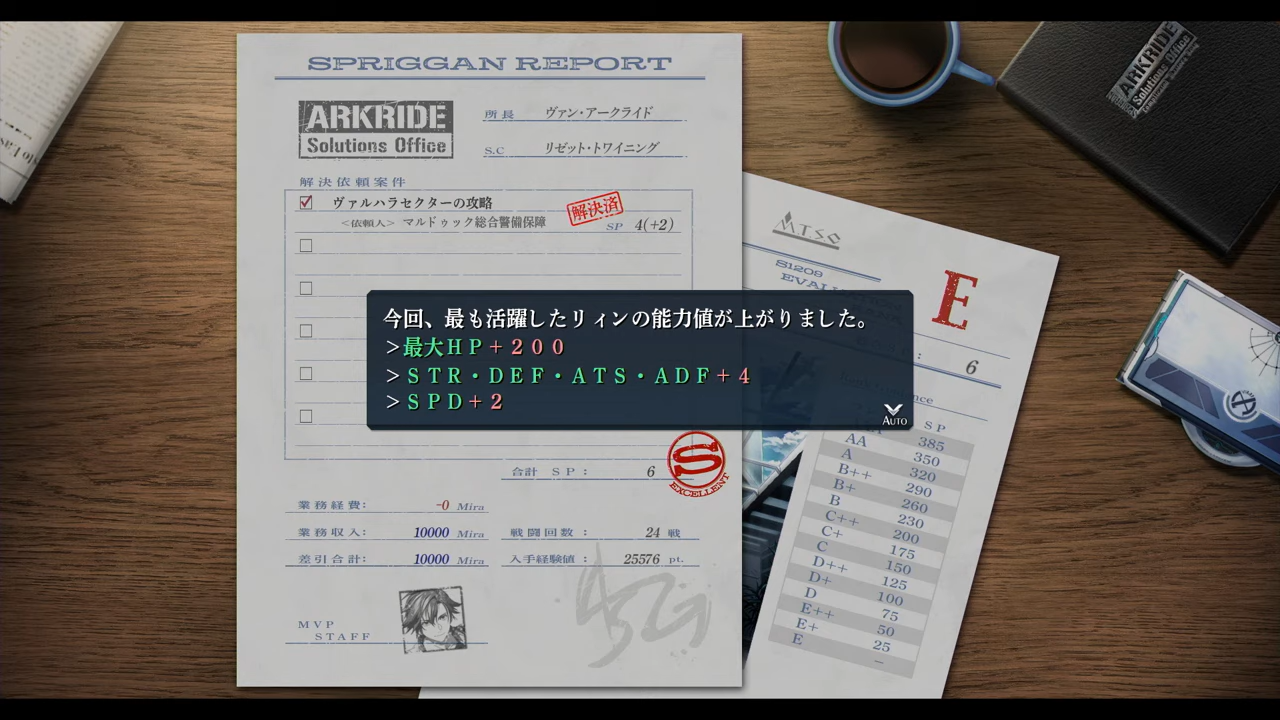 SPRIGGAN REPORT
ARKRIDE
Solutions Office
所長 ヴァン・アークライド
S.C リゼット・トワイニング
解決依頼案件
ヴァルハラセクターの攻略
<依頼人> マルドゥック総合警備保障
解決済
SP 4(+2)
今回、最も活躍したリィンの能力値が上がりました。
>最大HP+200
>STR・DEF・ATS・ADF+4
>SPD+2
AUTO
合計 SP: 6
S
EXCELLENT
業務経費: -0 Mira
業務収入: 10000 Mira
差引合計: 10000 Mira
戦闘回数: 24 戦
入手経験値: 25576 pt.
MVP
STAFF
MTSO
S1209
E
6
SP
AA 385
A 350
B++ 320
B+ 290
B 260
C++ 230
C+ 200
C 175
D++ 150
D+ 125
D 100
E++ 75
E+ 50
E 25
–
ARKRIDE
Solutions Office